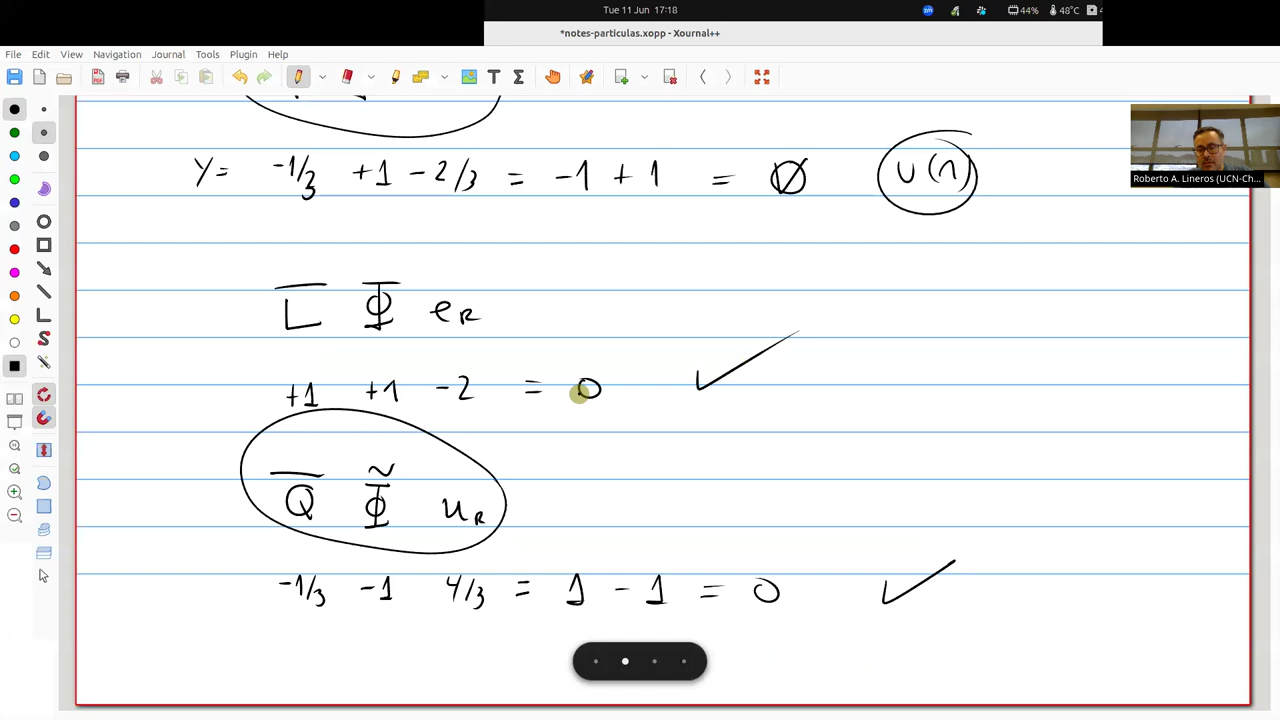 Tue 11 Jun 17:18
44%
48°C
*notes-particulas.xopp - Xournal++
File Edit View Navigation Journal Tools Plugin Help
Y= -1/3 +1 -2/3 = -1 + 1 = 0 U(1)
Roberto A. Lineros (UCN-Ch...
L̅ Φ e_R
+1 +1 -2 = 0 ✓
Q̅ Φ̃ u_R
-1/3 -1 4/3 = 1 - 1 = 0 ✓